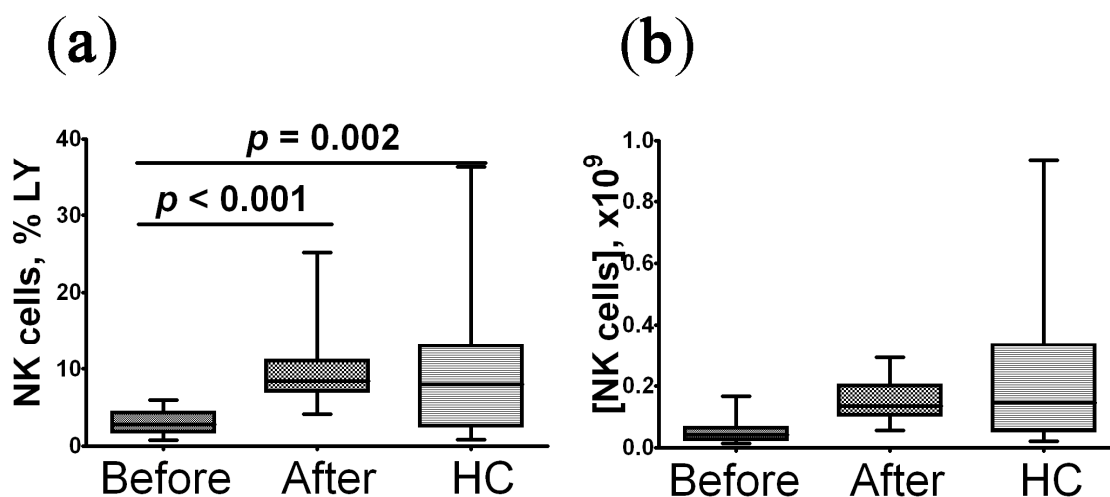 (a)
NK cells, % LY
40
30
20
10
0
p = 0.002
p < 0.001
Before After HC
(b)
[NK cells], x10⁹
1.0
0.8
0.6
0.4
0.2
0.0
Before After HC